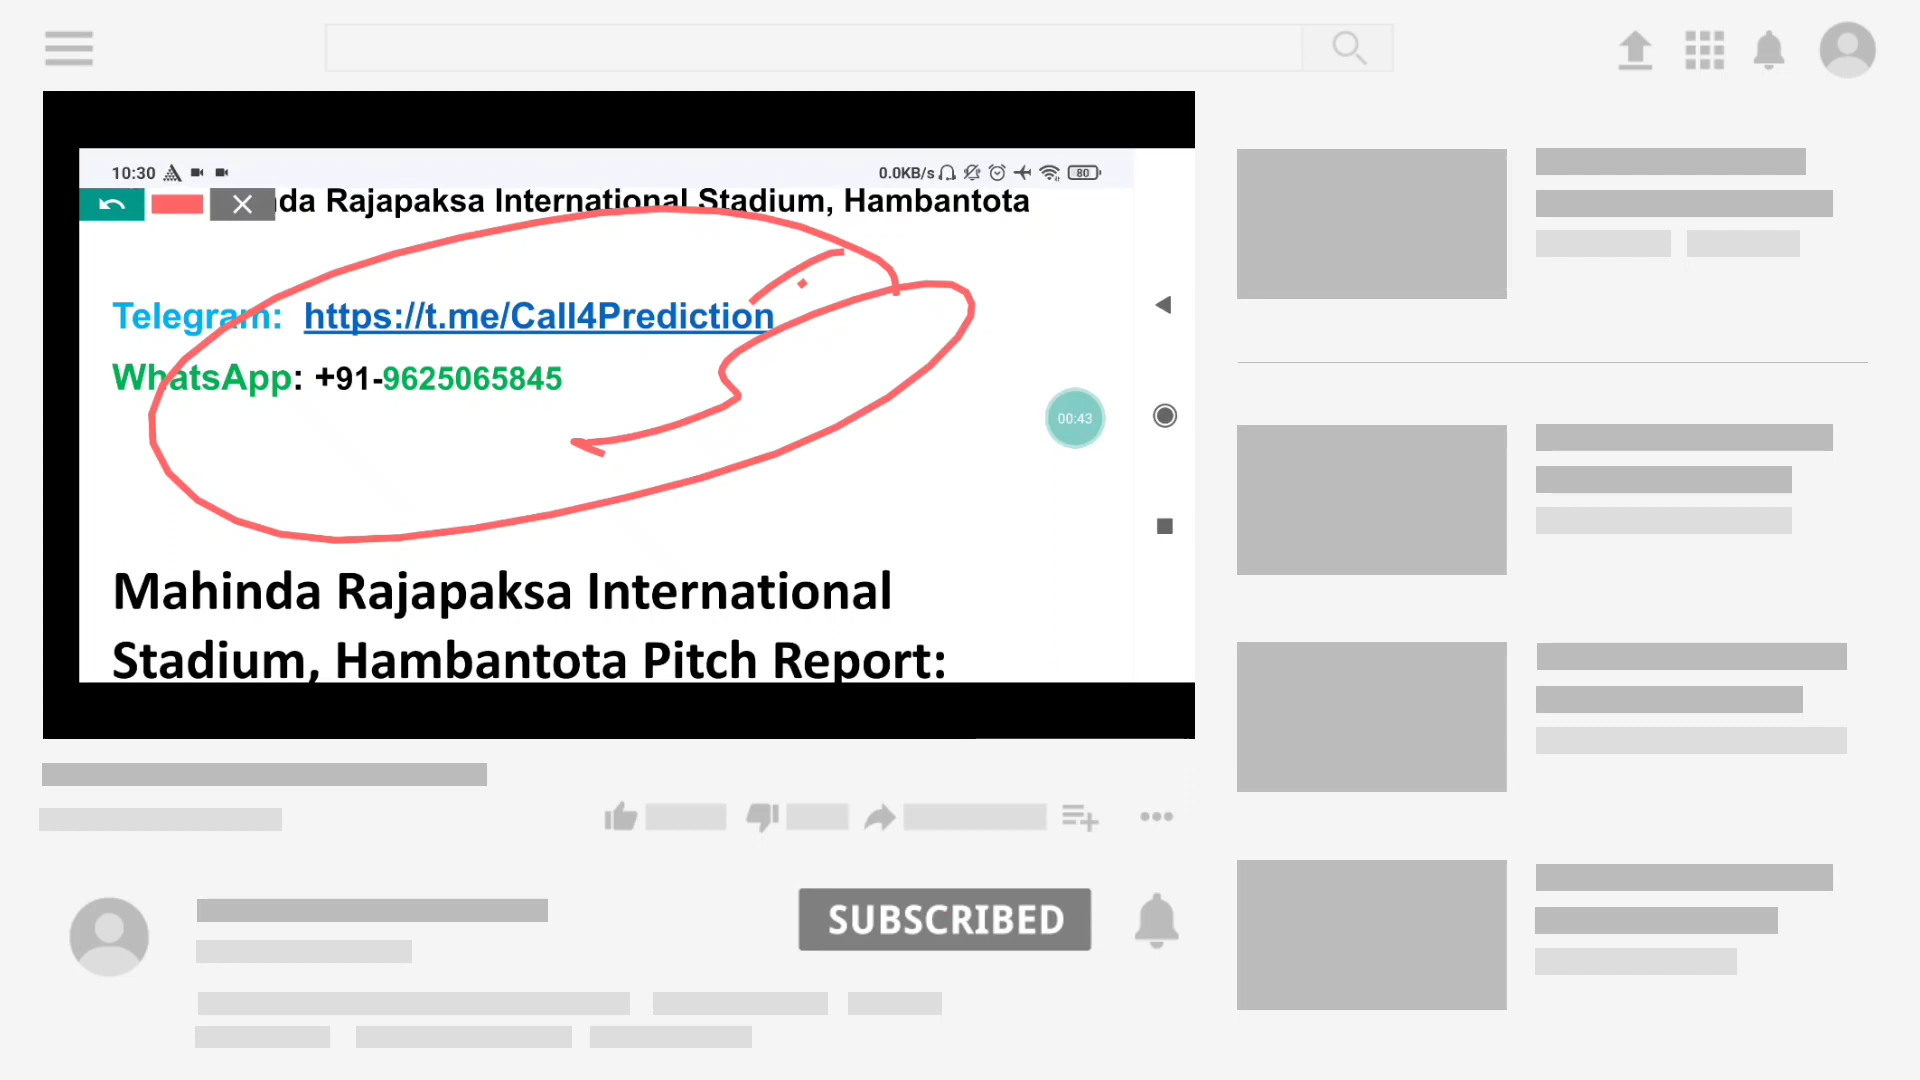 10:30
0.0KB/s
80
nda Rajapaksa International Stadium, Hambantota
Telegram: https://t.me/Call4Prediction
WhatsApp: +91-9625065845
00:43
Mahinda Rajapaksa International
Stadium, Hambantota Pitch Report:
SUBSCRIBED